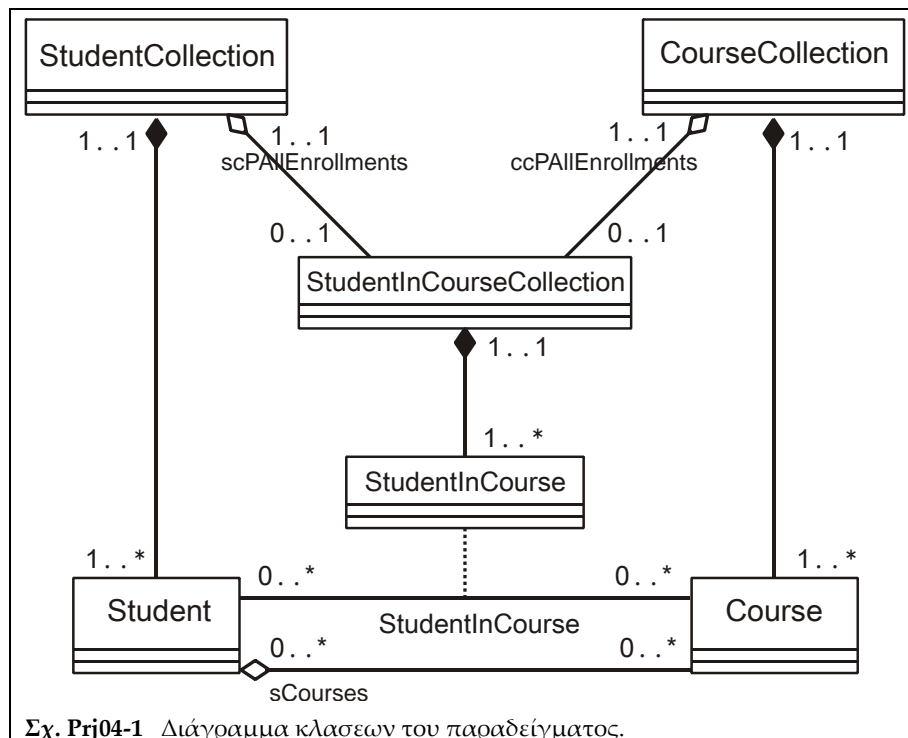 StudentCollection
CourseCollection
1..1
1..1
scPAllEnrollments
1..1
ccPAllEnrollments
1..1
0..1
0..1
StudentInCourseCollection
1..1
1..*
StudentInCourse
1..*
0..*
0..*
1..*
Student
StudentInCourse
Course
0..*
0..*
sCourses
Σχ. Prj04-1 Διάγραμμα κλασεων του παραδείγματος.